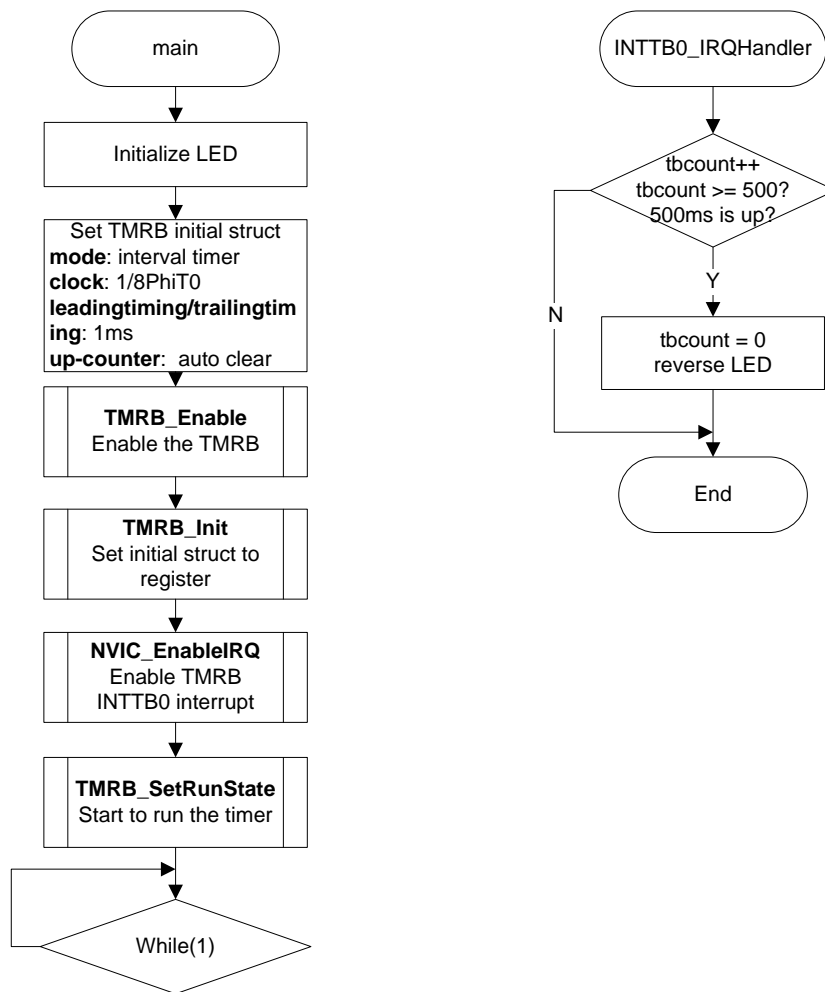 main
Initialize LED
Set TMRB initial struct
mode: interval timer
clock: 1/8PhiT0
leadingtiming/trailingtim
ing: 1ms
up-counter: auto clear
TMRB_Enable
Enable the TMRB
TMRB_Init
Set initial struct to
register
NVIC_EnableIRQ
Enable TMRB
INTTB0 interrupt
TMRB_SetRunState
Start to run the timer
While(1)
INTTB0_IRQHandler
tbcount++
tbcount >= 500?
500ms is up?
Y
N
tbcount = 0
reverse LED
End